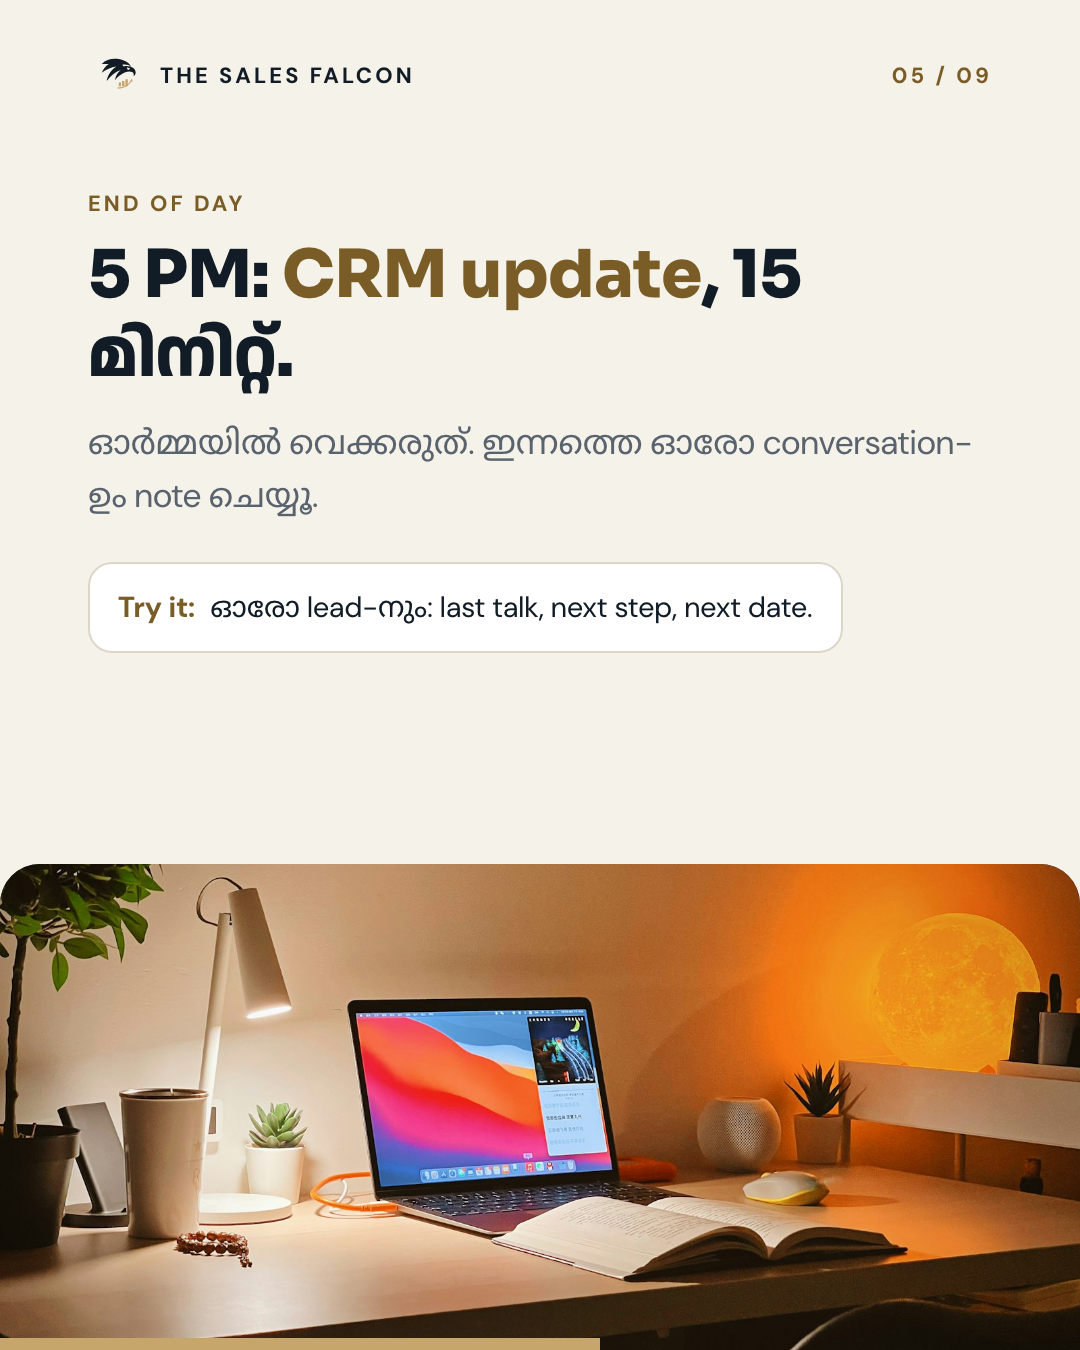 THE SALES FALCON
05 / 09
END OF DAY
5 PM: CRM update, 15
മിനിറ്റ്.
ഓർമ്മയിൽ വെക്കരുത്. ഇന്നത്തെ ഓരോ conversation-
ഉം note ചെയ്യൂ.
Try it: ഓരോ lead-നും: last talk, next step, next date.